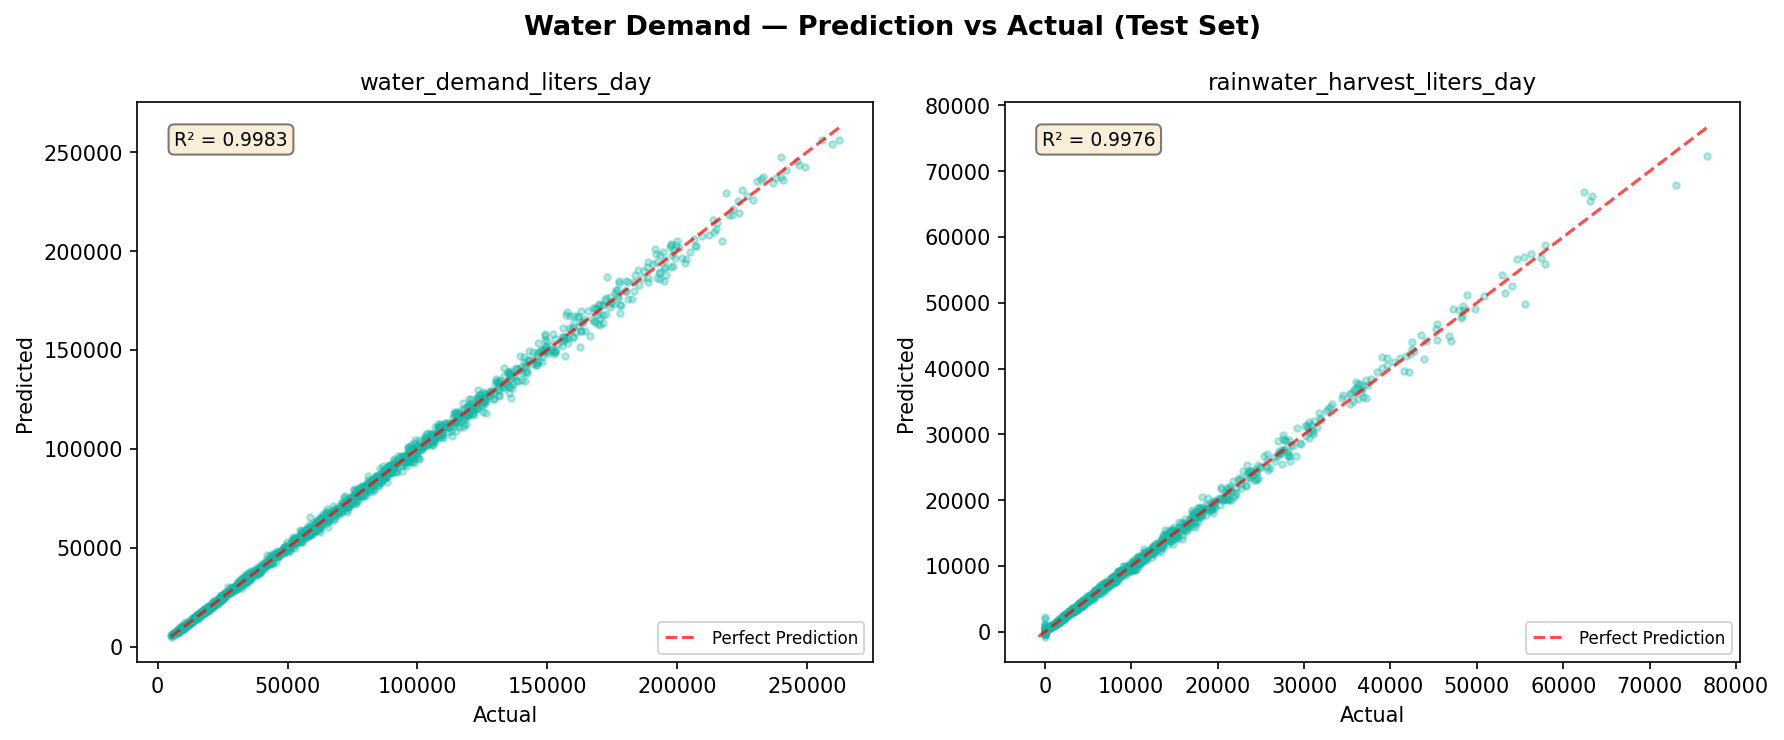 Water Demand — Prediction vs Actual (Test Set)
water_demand_liters_day
R² = 0.9983
250000
200000
150000
100000
50000
0
Predicted
Perfect Prediction
0 50000 100000 150000 200000 250000
Actual
rainwater_harvest_liters_day
R² = 0.9976
80000
70000
60000
50000
40000
30000
20000
10000
0
Predicted
Perfect Prediction
0 10000 20000 30000 40000 50000 60000 70000 80000
Actual